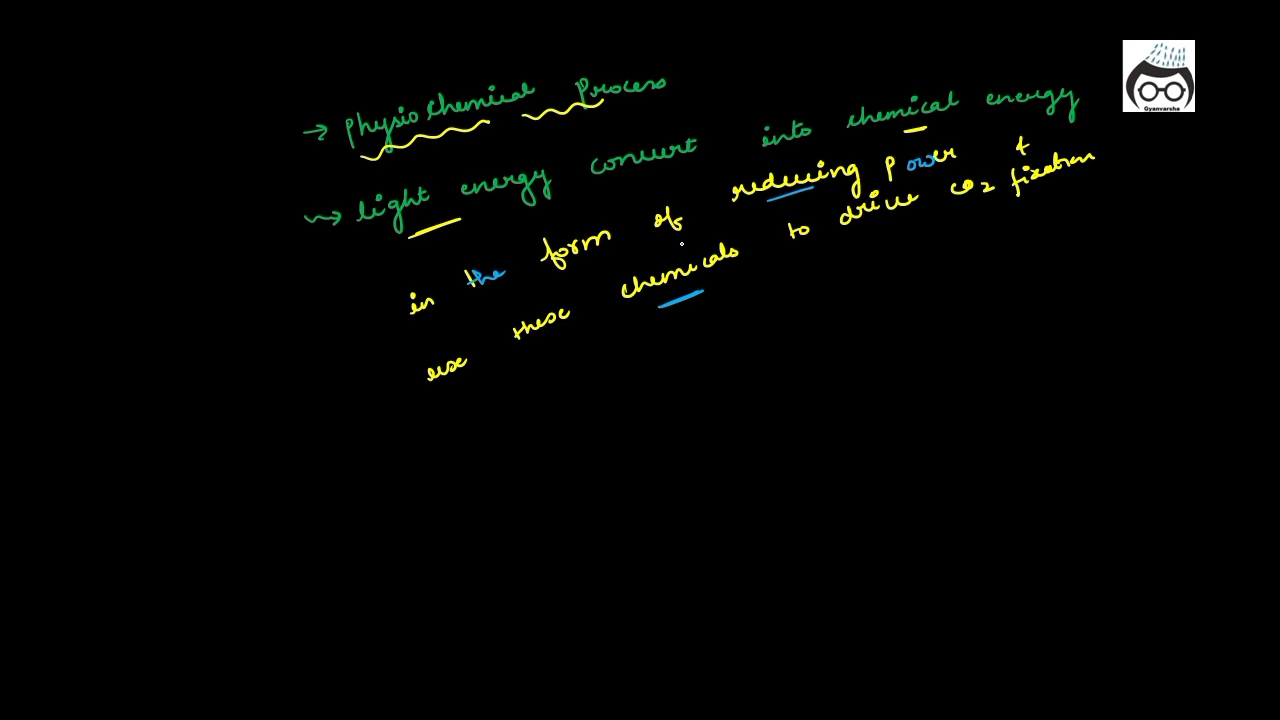 → Physio Chemical Process
→ light energy convert into chemical energy
in the form of reducing power &
use these chemicals to drive CO2 fixation
Gyanvarsha